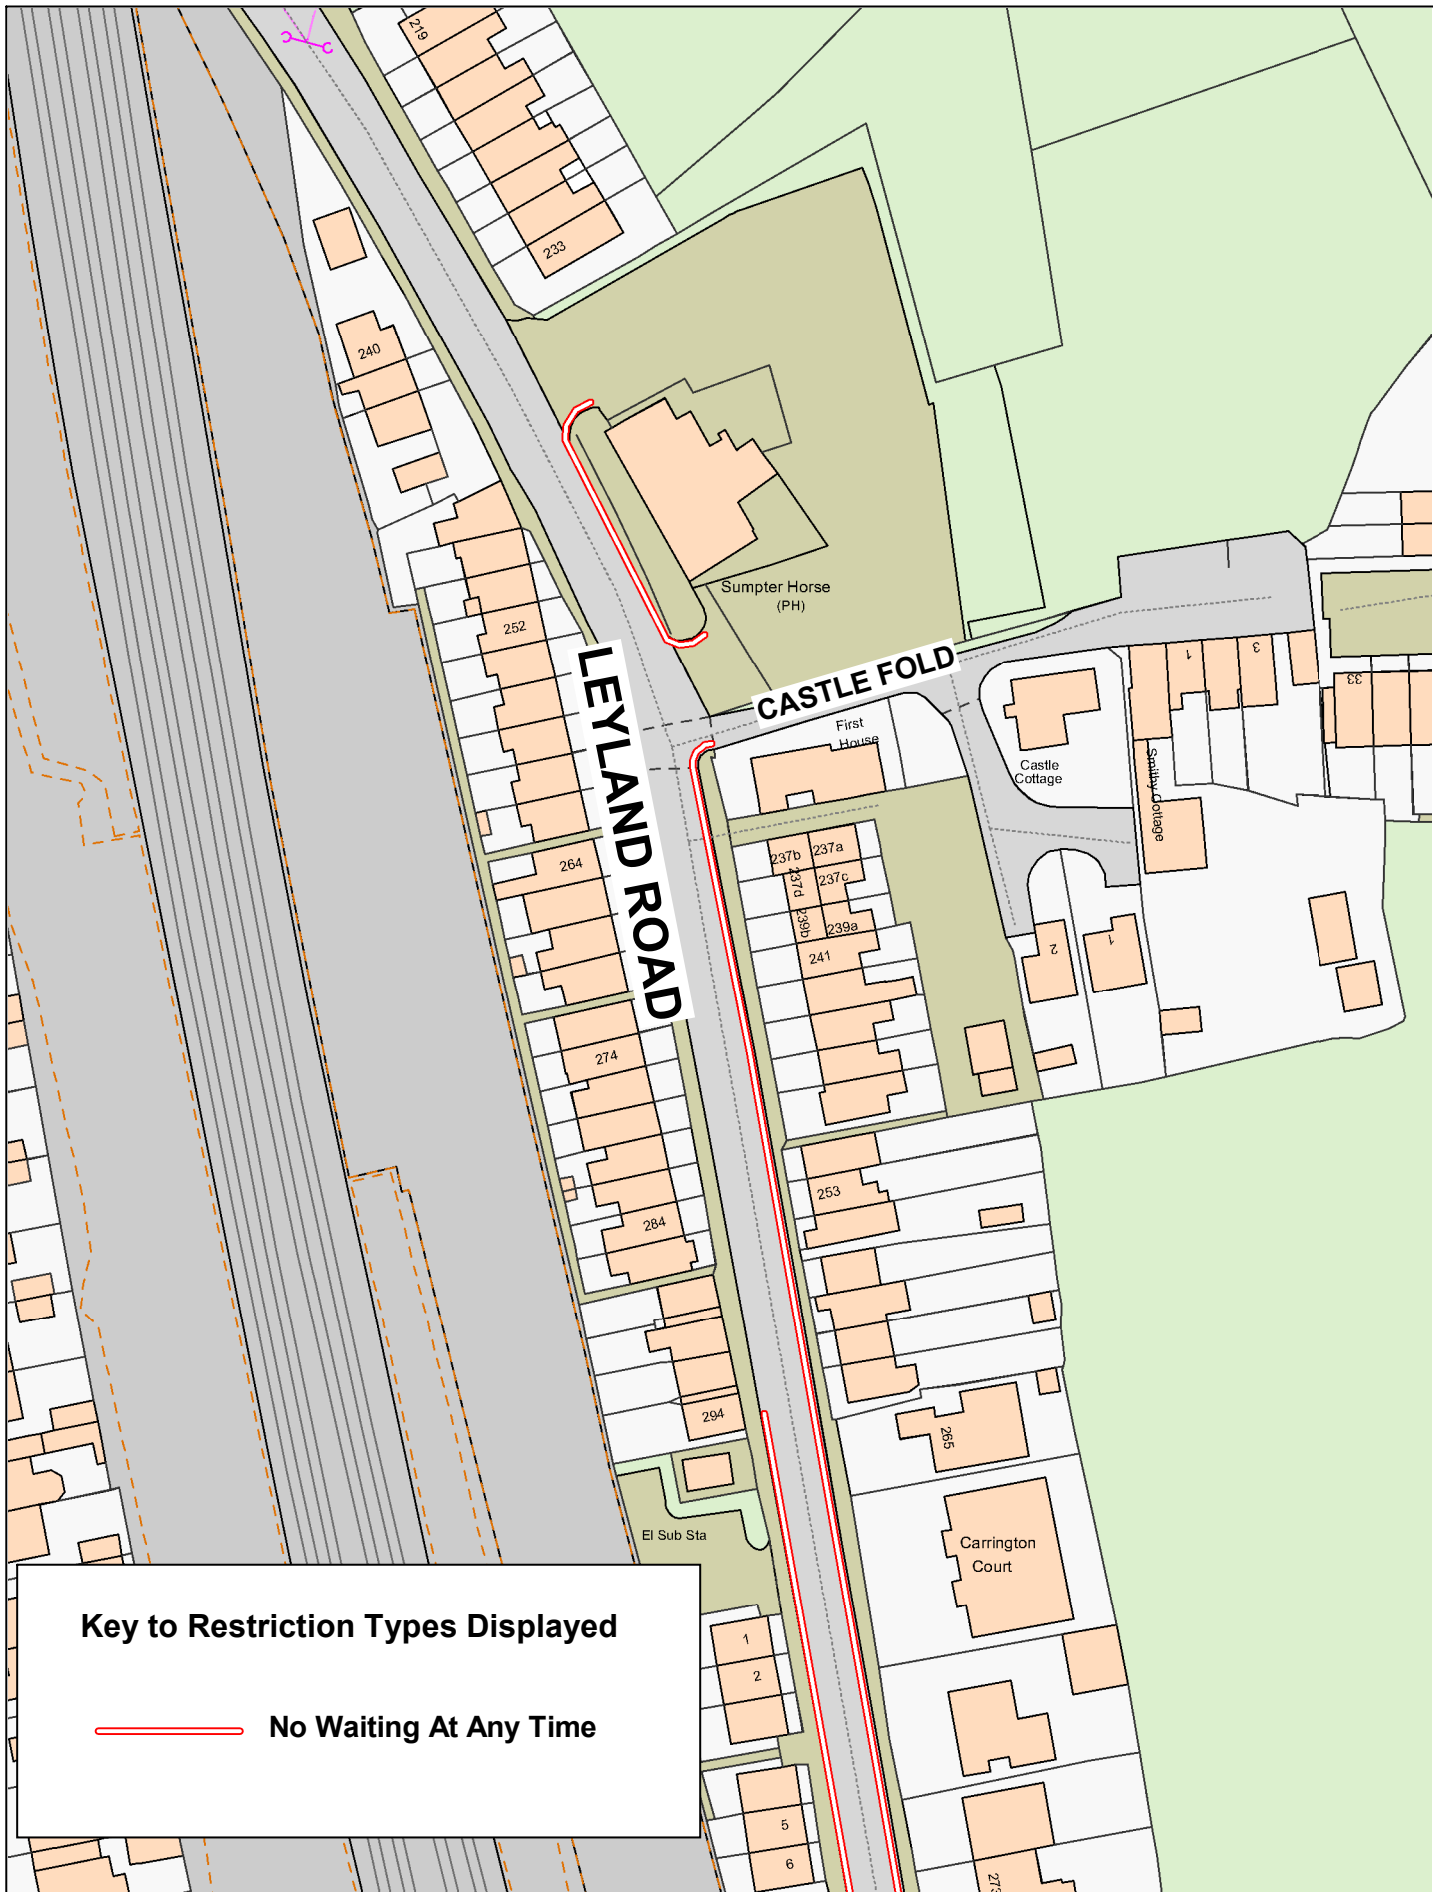 219
233
240
252
Sumpter Horse
(PH)
CASTLE FOLD
LEYLAND ROAD
First
House
Castle
Cottage
1
3
33
Smithy Cottage
264
237b
237a
237d
237c
239b
239a
241
2
1
274
253
284
294
265
El Sub Sta
Carrington
Court
1
2
5
6
273
Key to Restriction Types Displayed
No Waiting At Any Time